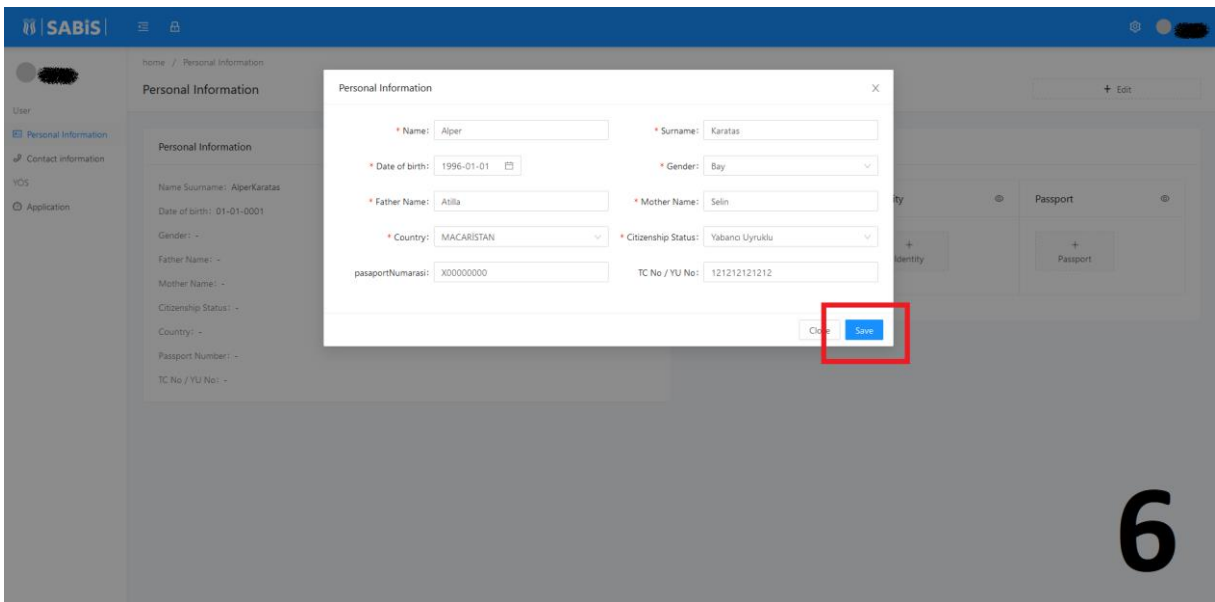 SABİS
home / Personal Information
Personal Information
+ Edit
User
Personal Information
Contact information
YÖS
Application
Personal Information
Name Suurname: AlperKaratas
Date of birth: 01-01-0001
Gender: -
Father Name: -
Mother Name: -
Citizenship Status: -
Country: -
Passport Number: -
TC No / YU No: -
Personal Information
* Name: Alper
* Surname: Karatas
* Date of birth: 1996-01-01
* Gender: Bay
* Father Name: Atilla
* Mother Name: Selin
* Country: MACARİSTAN
* Citizenship Status: Yabancı Uyruklu
pasaportNumarasi: X00000000
TC No / YU No: 121212121212
Close Save
ity
+
Identity
Passport
+
Passport
6